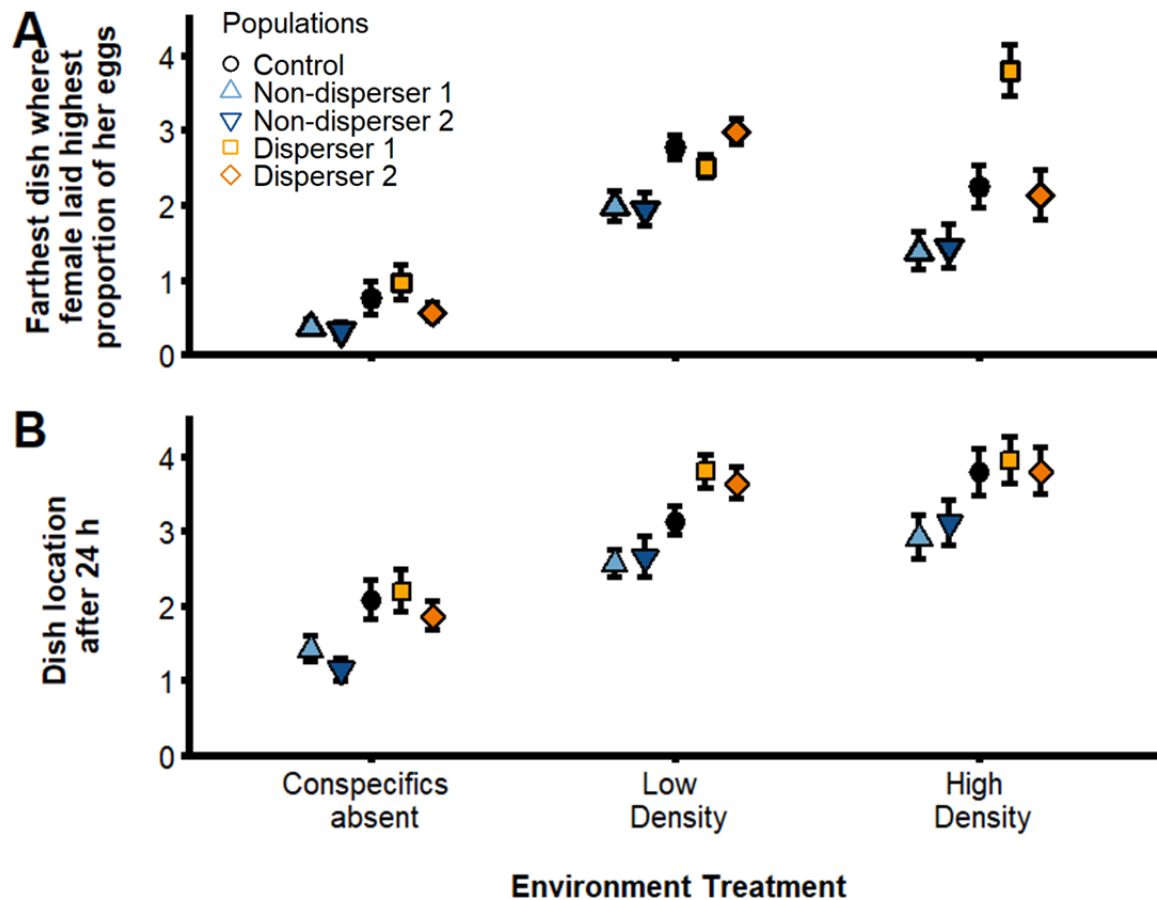 A
Farthest dish where
female laid highest
proportion of her eggs
Populations
Control
Non-disperser 1
Non-disperser 2
Disperser 1
Disperser 2
4
3
2
1
0
B
Dish location
after 24 h
4
3
2
1
0
Conspecifics
absent
Low
Density
High
Density
Environment Treatment